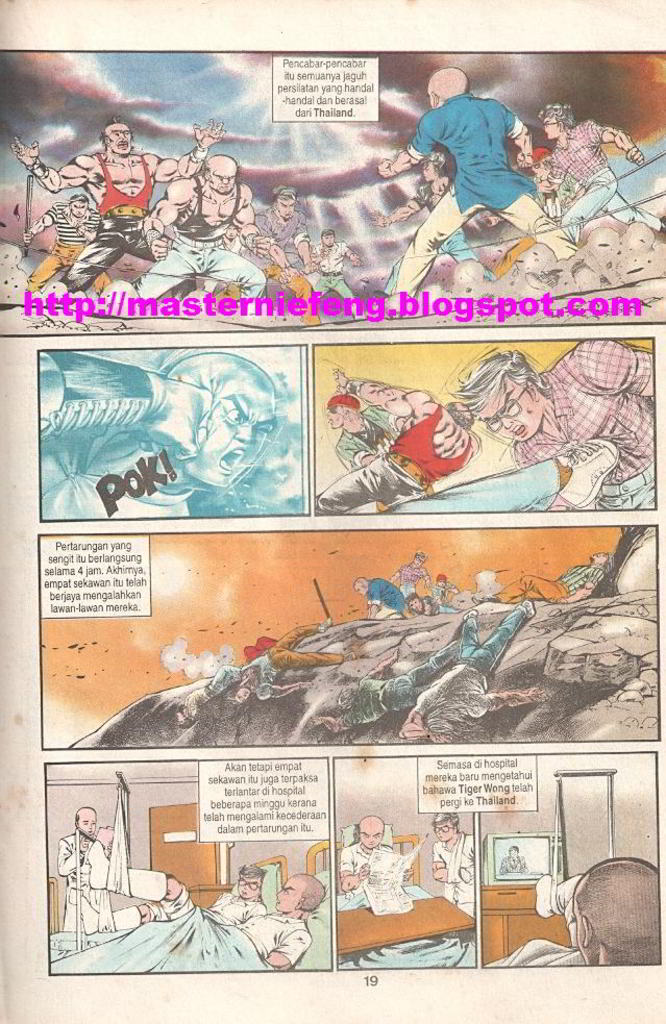 Pencabar-pencabar
itu semuanya jaguh
persilatan yang handal
-handal dan berasal
dari Thailand.
http://masterniefeng.blogspot.com
POK!
Pertarungan yang
sengit itu berlangsung
selama 4 jam. Akhirnya,
empat sekawan itu telah
berjaya mengalahkan
lawan-lawan mereka.
Akan tetapi empat
sekawan itu juga terpaksa
terlantar di hospital
beberapa minggu kerana
telah mengalami kecederaan
dalam pertarungan itu.
Semasa di hospital
mereka baru mengetahui
bahawa Tiger Wong telah
pergi ke Thailand.
19